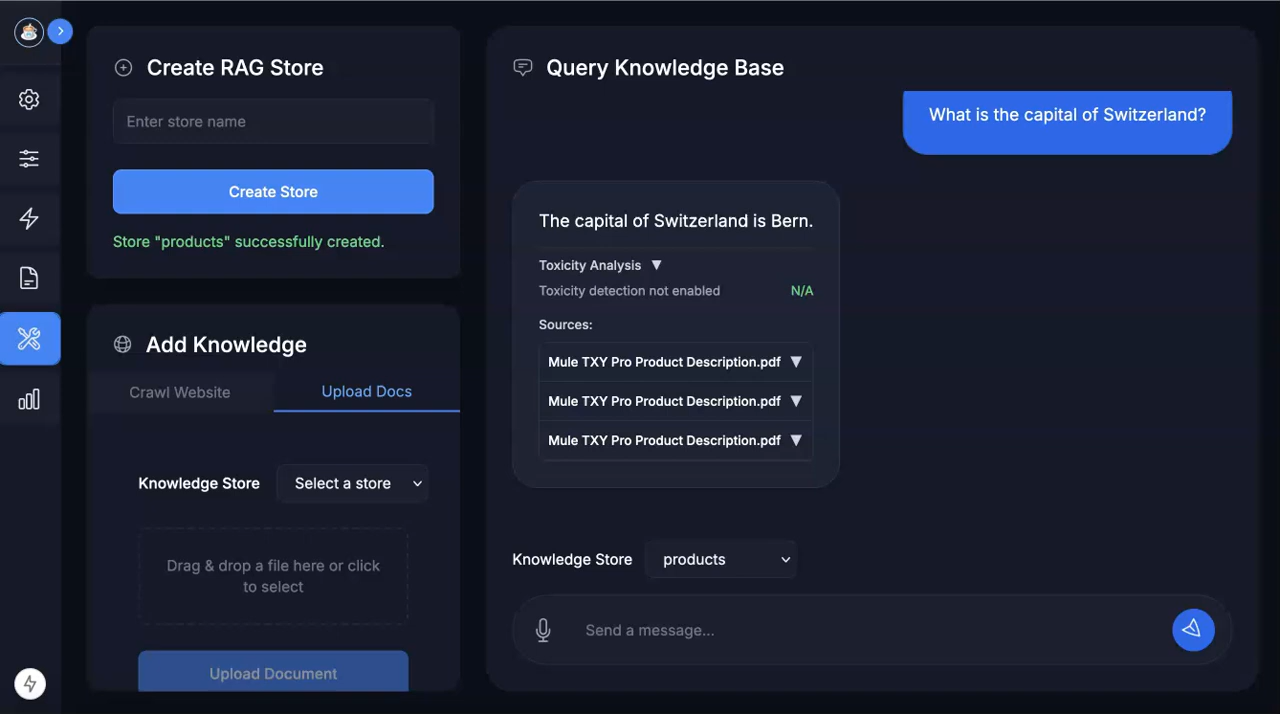 Create RAG Store
Enter store name
Create Store
Store "products" successfully created.
Add Knowledge
Crawl Website
Upload Docs
Knowledge Store
Select a store
Drag & drop a file here or click
to select
Upload Document
Query Knowledge Base
What is the capital of Switzerland?
The capital of Switzerland is Bern.
Toxicity Analysis ▼
Toxicity detection not enabled
N/A
Sources:
Mule TXY Pro Product Description.pdf ▼
Mule TXY Pro Product Description.pdf ▼
Mule TXY Pro Product Description.pdf ▼
Knowledge Store
products
Send a message...